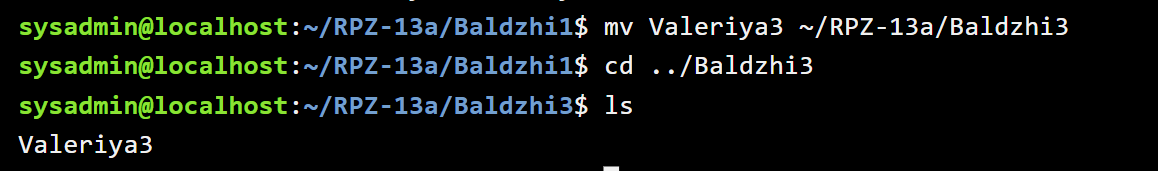 sysadmin@localhost:~/RPZ-13a/Baldzhi1$ mv Valeriya3 ~/RPZ-13a/Baldzhi3
sysadmin@localhost:~/RPZ-13a/Baldzhi1$ cd ../Baldzhi3
sysadmin@localhost:~/RPZ-13a/Baldzhi3$ ls
Valeriya3